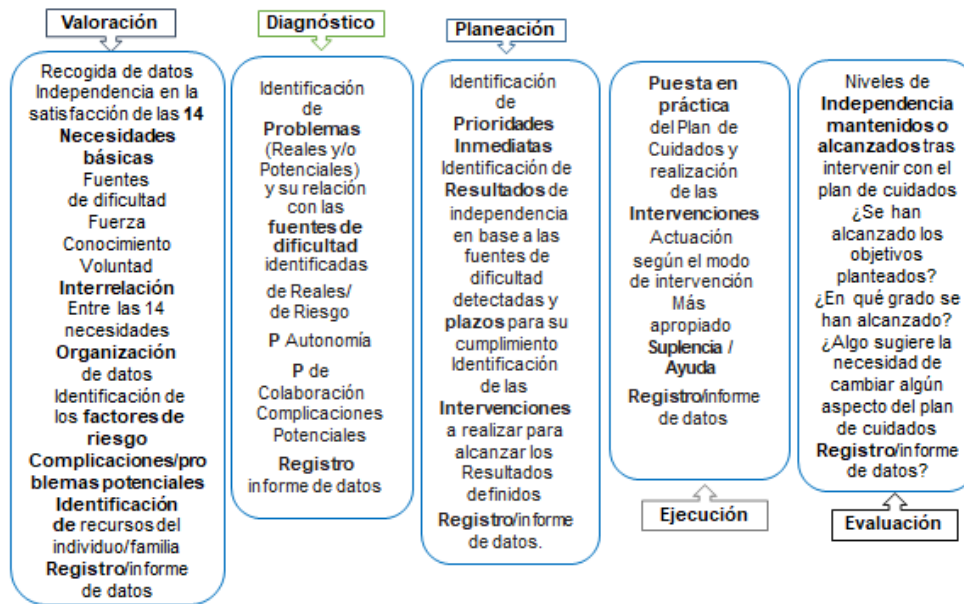 Valoración
Recogida de datos
Independencia en la
satisfacción de las 14
Necesidades
básicas
Fuentes
de dificultad
Fuerza
Conocimiento
Voluntad
Interrelación
Entre las 14
necesidades
Organización
de datos
Identificación de
los factores de
riesgo
Complicaciones/pro
blemas potenciales
Identificación
de recursos del
individuo/familia
Registro/informe
de datos
Diagnóstico
Identificación
de
Problemas
(Reales y/o
Potenciales)
y su relación
con las
fuentes de
dificultad
identificadas
de Reales/
de Riesgo
P Autonomía
P de
Colaboración
Complicaciones
Potenciales
Registro
informe de datos
Planeación
Identificación
de
Prioridades
Inmediatas
Identificación de
Resultados de
independencia
en base a las
fuentes de
dificultad
detectadas y
plazos para su
cumplimiento
Identificación
de las
Intervenciones
a realizar para
alcanzar los
Resultados
definidos
Registro/informe
de datos.
Puesta en
práctica
del Plan de
Cuidados y
realización
de las
Intervenciones
Actuación
según el modo
de intervención
Más
apropiado
Suplencia /
Ayuda
Registro/informe
de datos
Ejecución
Niveles de
Independencia
mantenidos o
alcanzados tras
intervenir con el
plan de cuidados
¿Se han
alcanzado los
objetivos
planteados?
¿En qué grado se
han alcanzado?
¿Algo sugiere la
necesidad de
cambiar algún
aspecto del plan
de cuidados
Registro/informe
de datos?
Evaluación